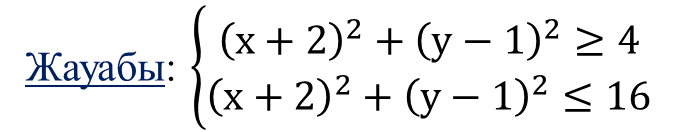 Жауабы: { (x + 2)² + (y − 1)² ≥ 4
(x + 2)² + (y − 1)² ≤ 16